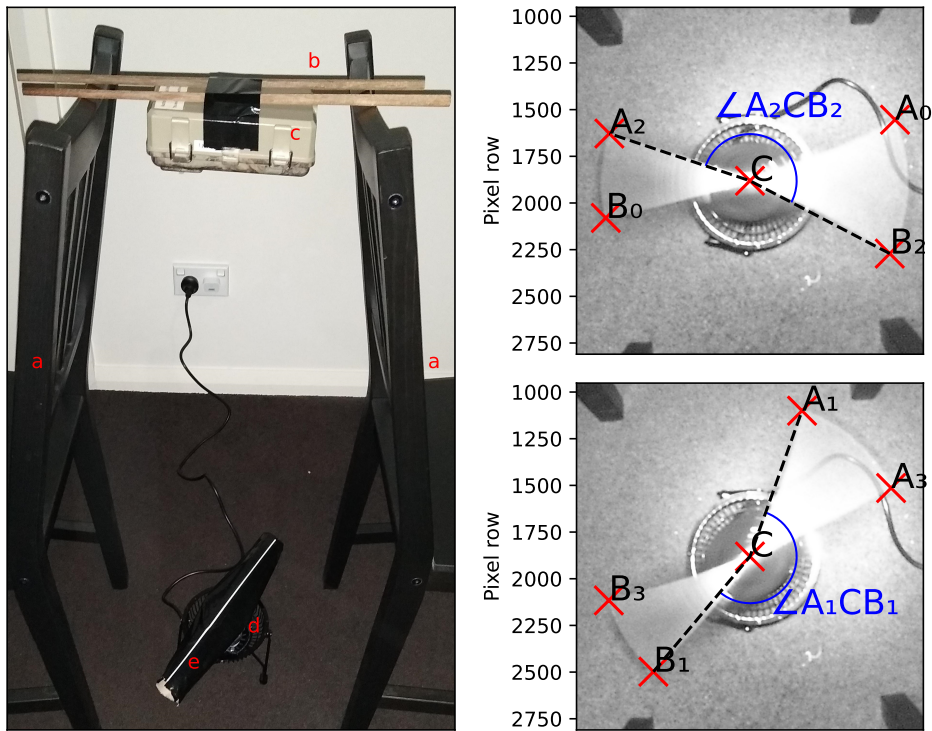 b
c
a
a
d
e
1000
1250
1500
1750
2000
2250
2500
2750
Pixel row
∠A₂CB₂
A₂
A₀
C
B₀
B₂
1000
1250
1500
1750
2000
2250
2500
2750
Pixel row
A₁
A₃
C
B₃
∠A₁CB₁
B₁